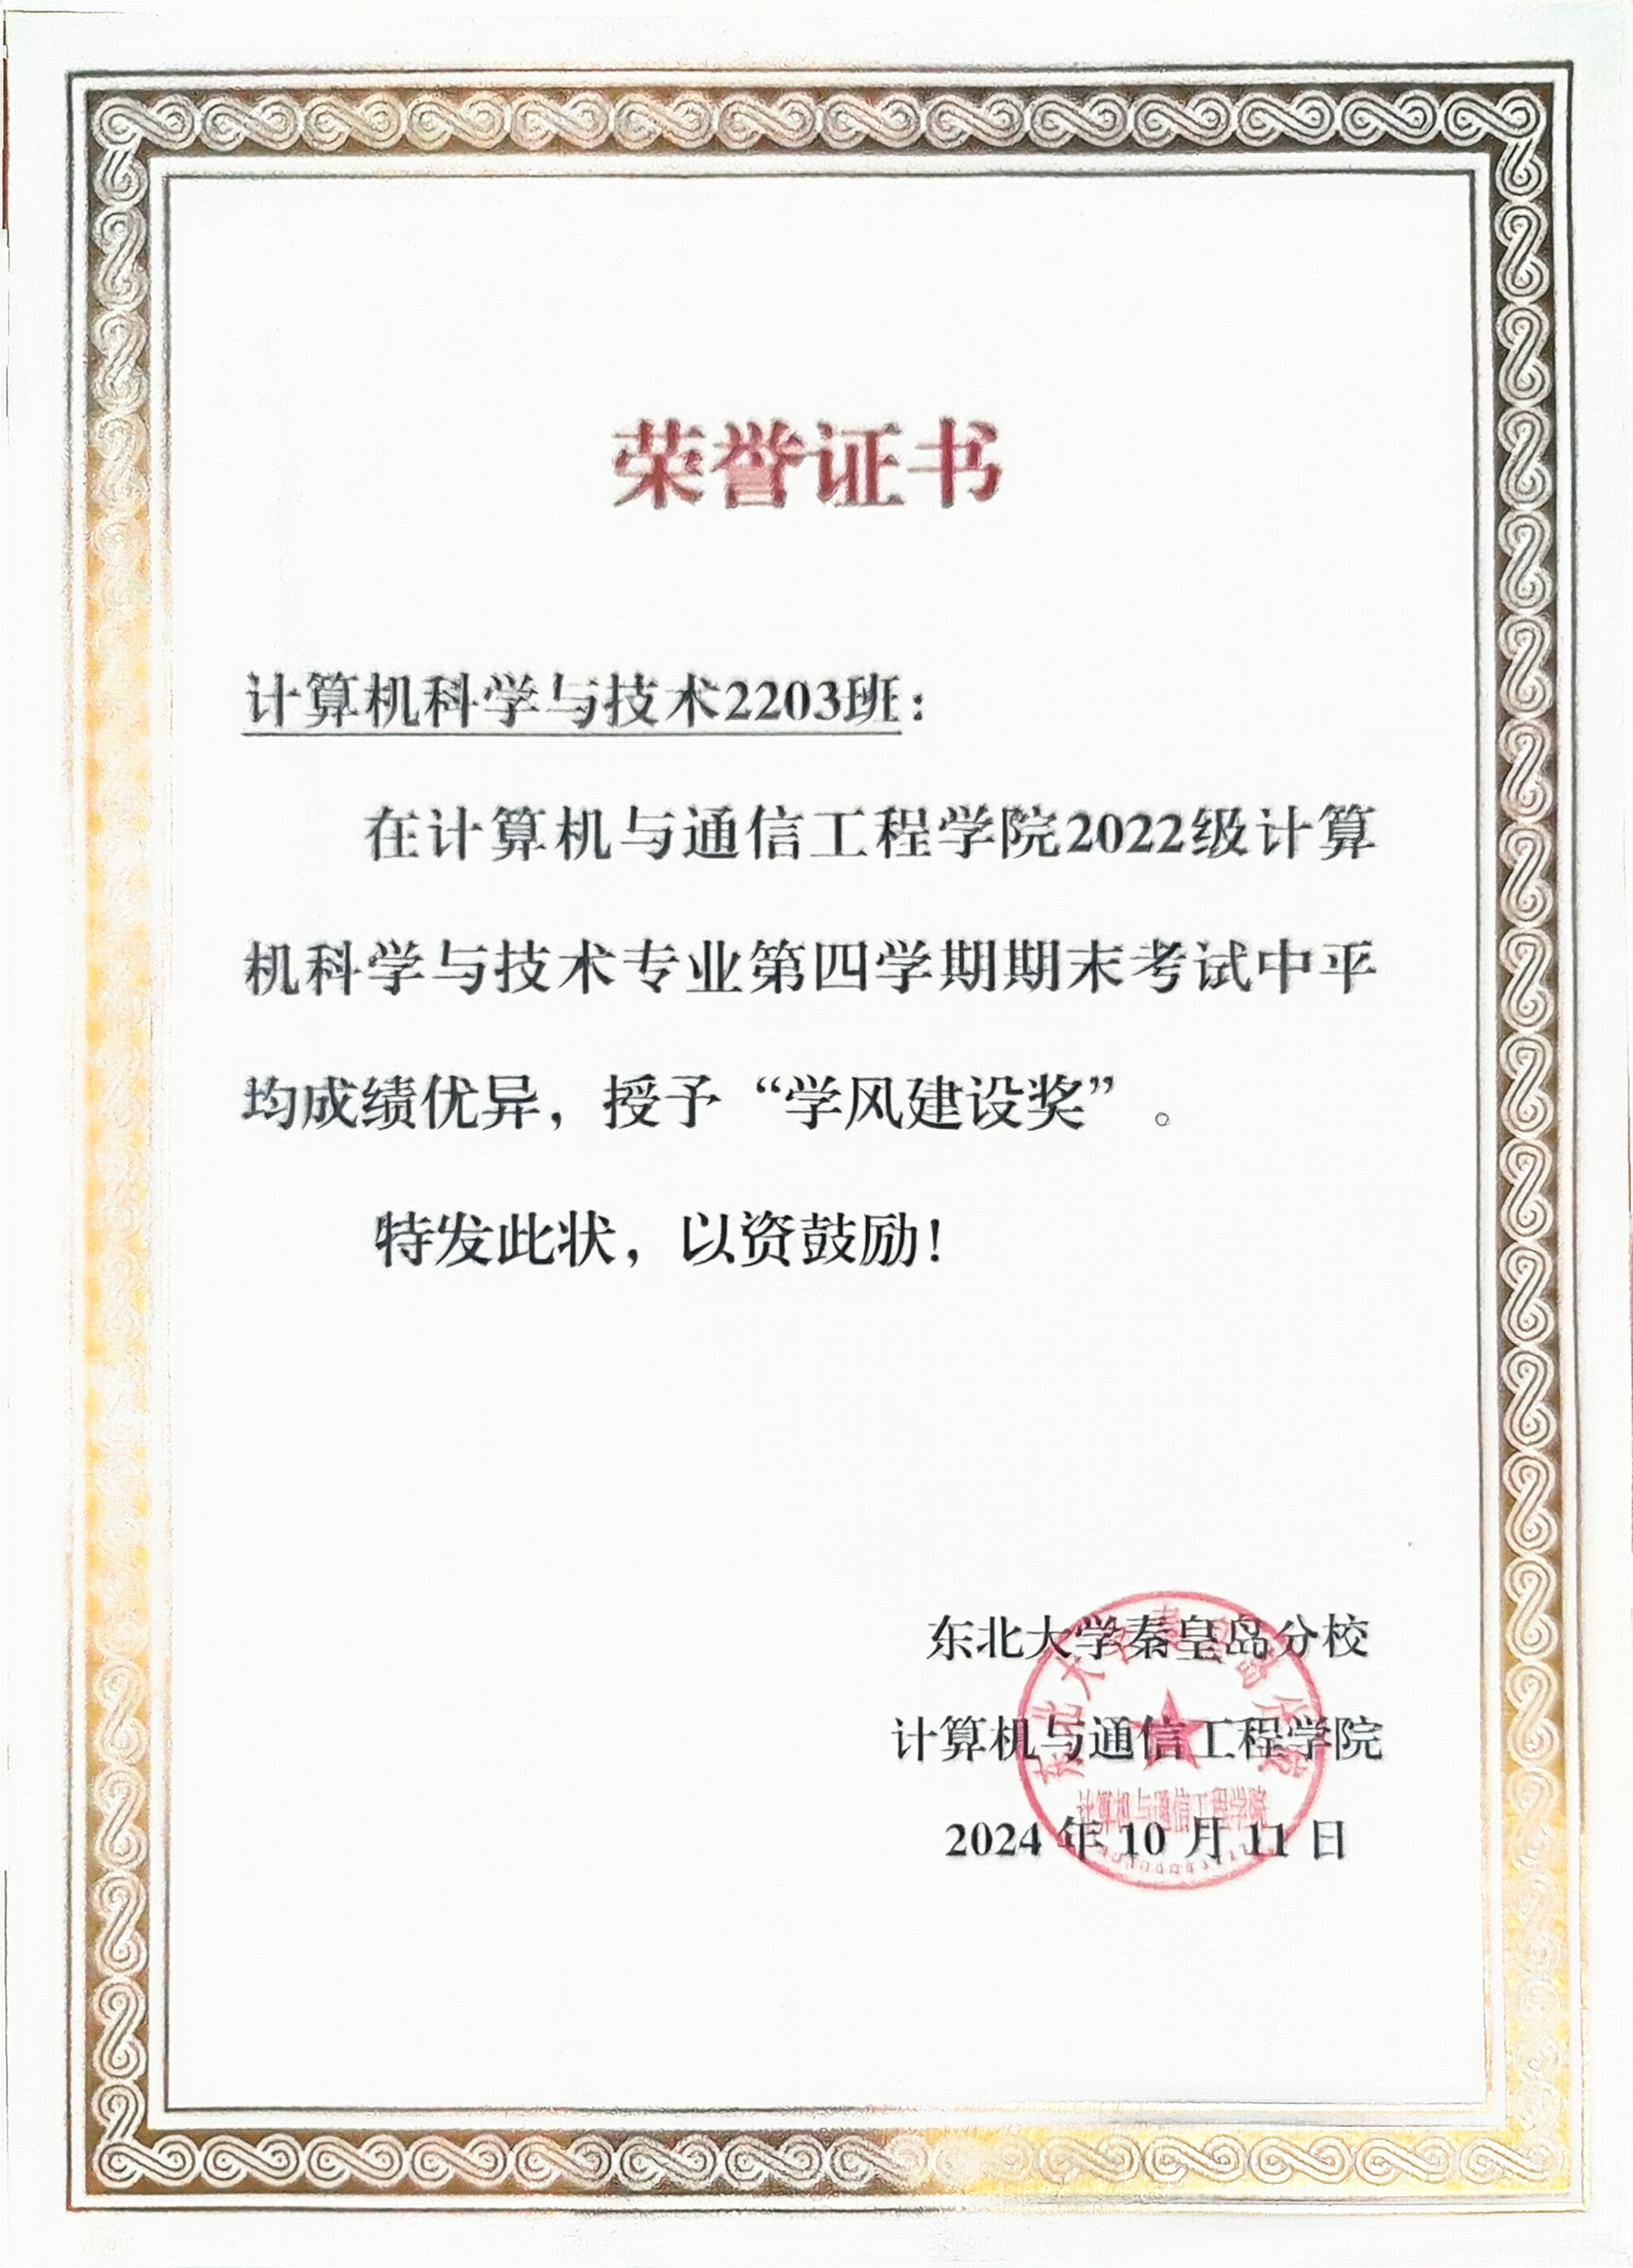 荣誉证书
计算机科学与技术2203班：
在计算机与通信工程学院2022级计算
机科学与技术专业第四学期期末考试中平
均成绩优异，授予“学风建设奖”。
特发此状，以资鼓励！
东北大学秦皇岛分校
计算机与通信工程学院
计算机与通信工程学院
2024 年 10 月 11 日